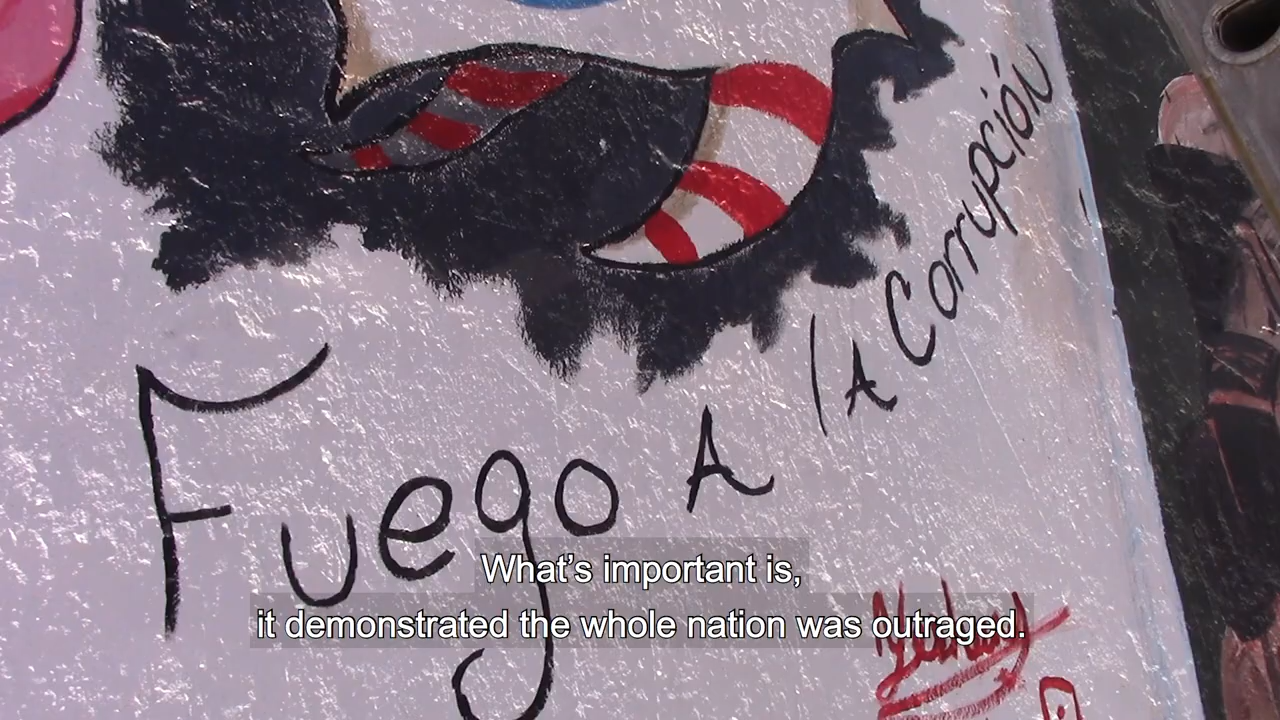 Fuego A lA Corrupción
What's important is,
it demonstrated the whole nation was outraged.